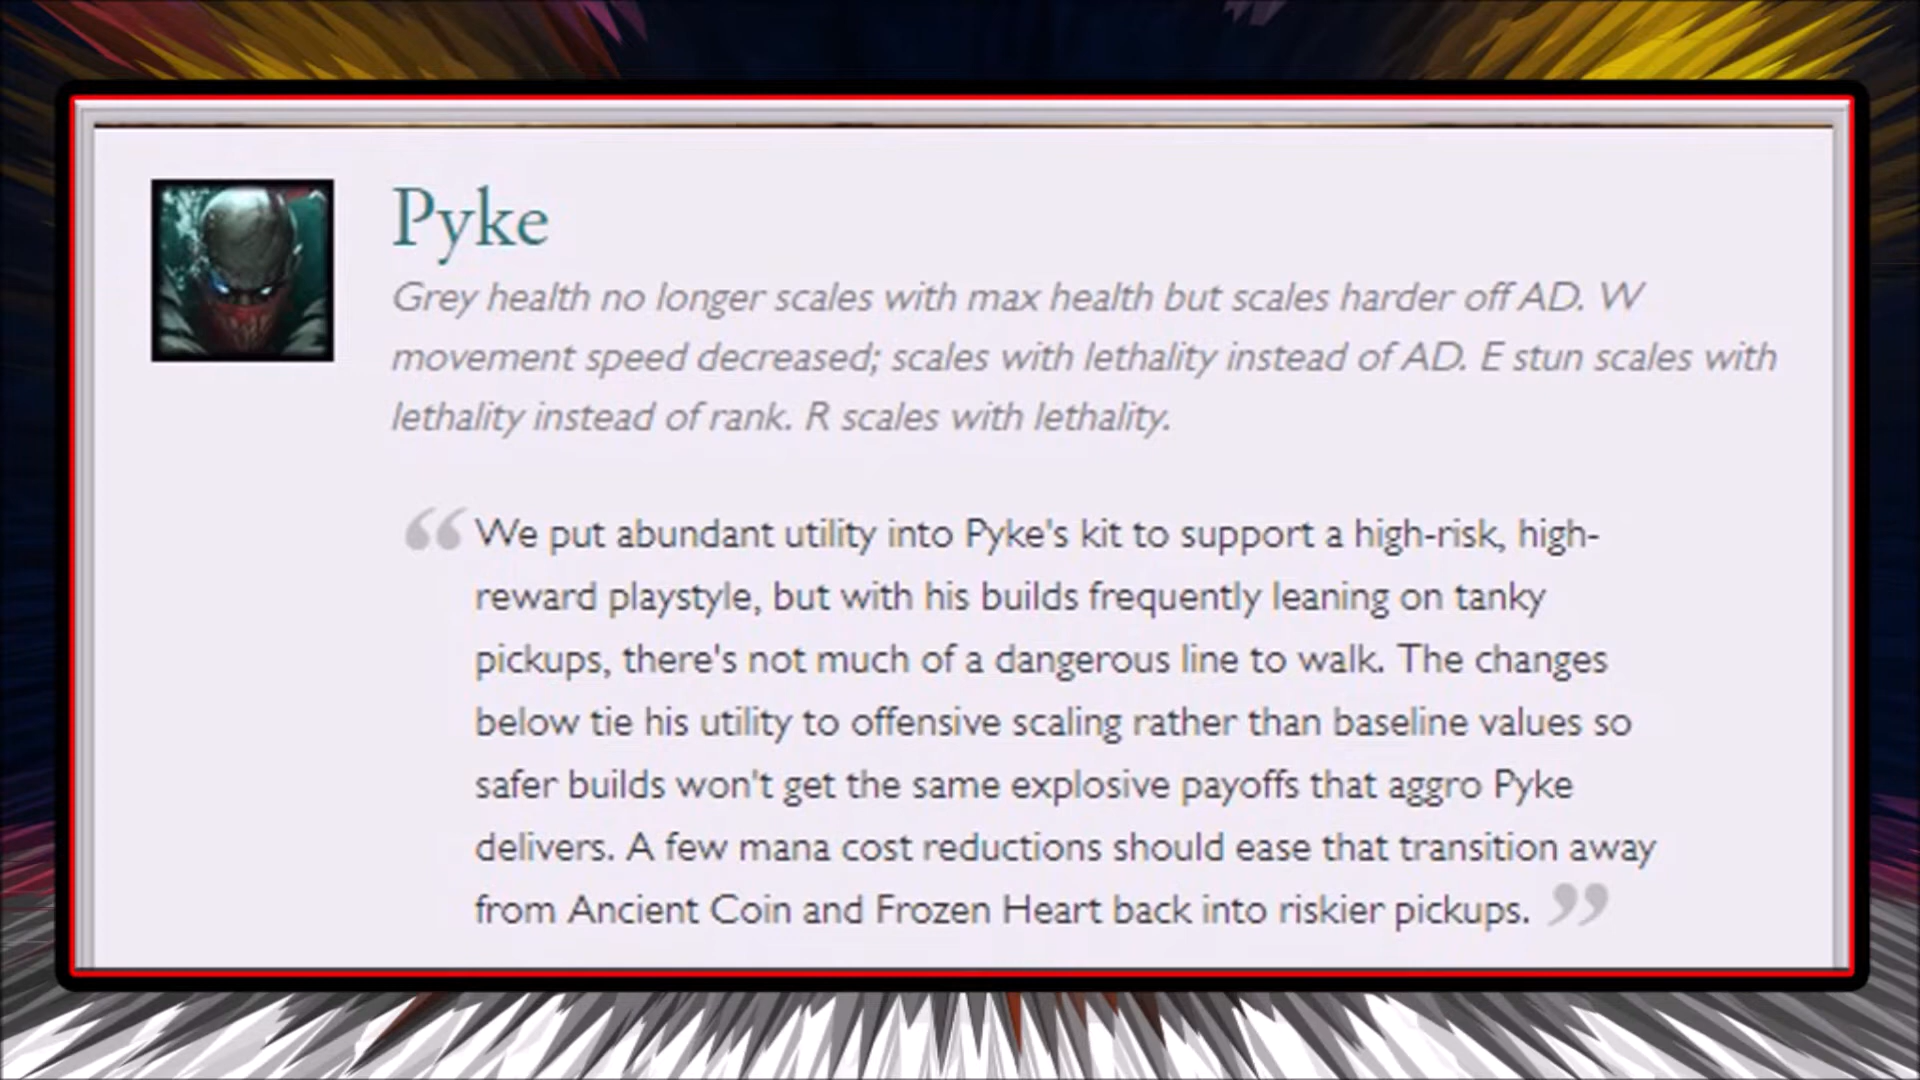 Pyke
Grey health no longer scales with max health but scales harder off AD. W
movement speed decreased; scales with lethality instead of AD. E stun scales with
lethality instead of rank. R scales with lethality.
“We put abundant utility into Pyke's kit to support a high-risk, high-
reward playstyle, but with his builds frequently leaning on tanky
pickups, there's not much of a dangerous line to walk. The changes
below tie his utility to offensive scaling rather than baseline values so
safer builds won't get the same explosive payoffs that aggro Pyke
delivers. A few mana cost reductions should ease that transition away
from Ancient Coin and Frozen Heart back into riskier pickups.”